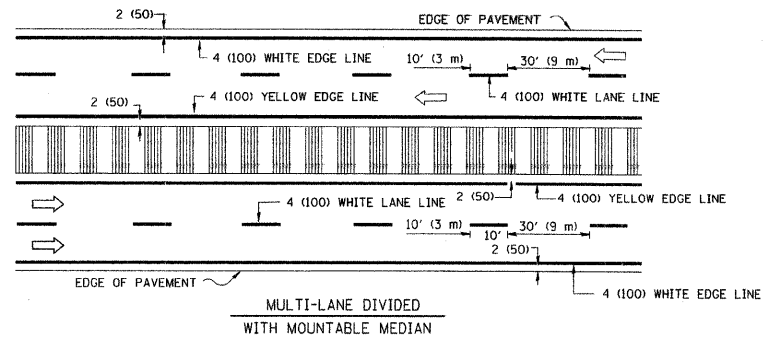 2 (50)
EDGE OF PAVEMENT
4 (100) WHITE EDGE LINE
10' (3 m)
30' (9 m)
2 (50)
4 (100) YELLOW EDGE LINE
4 (100) WHITE LANE LINE
4 (100) WHITE LANE LINE
2 (50)
4 (100) YELLOW EDGE LINE
10' (3 m)
30' (9 m)
10'
2 (50)
EDGE OF PAVEMENT
4 (100) WHITE EDGE LINE
MULTI-LANE DIVIDED
WITH MOUNTABLE MEDIAN